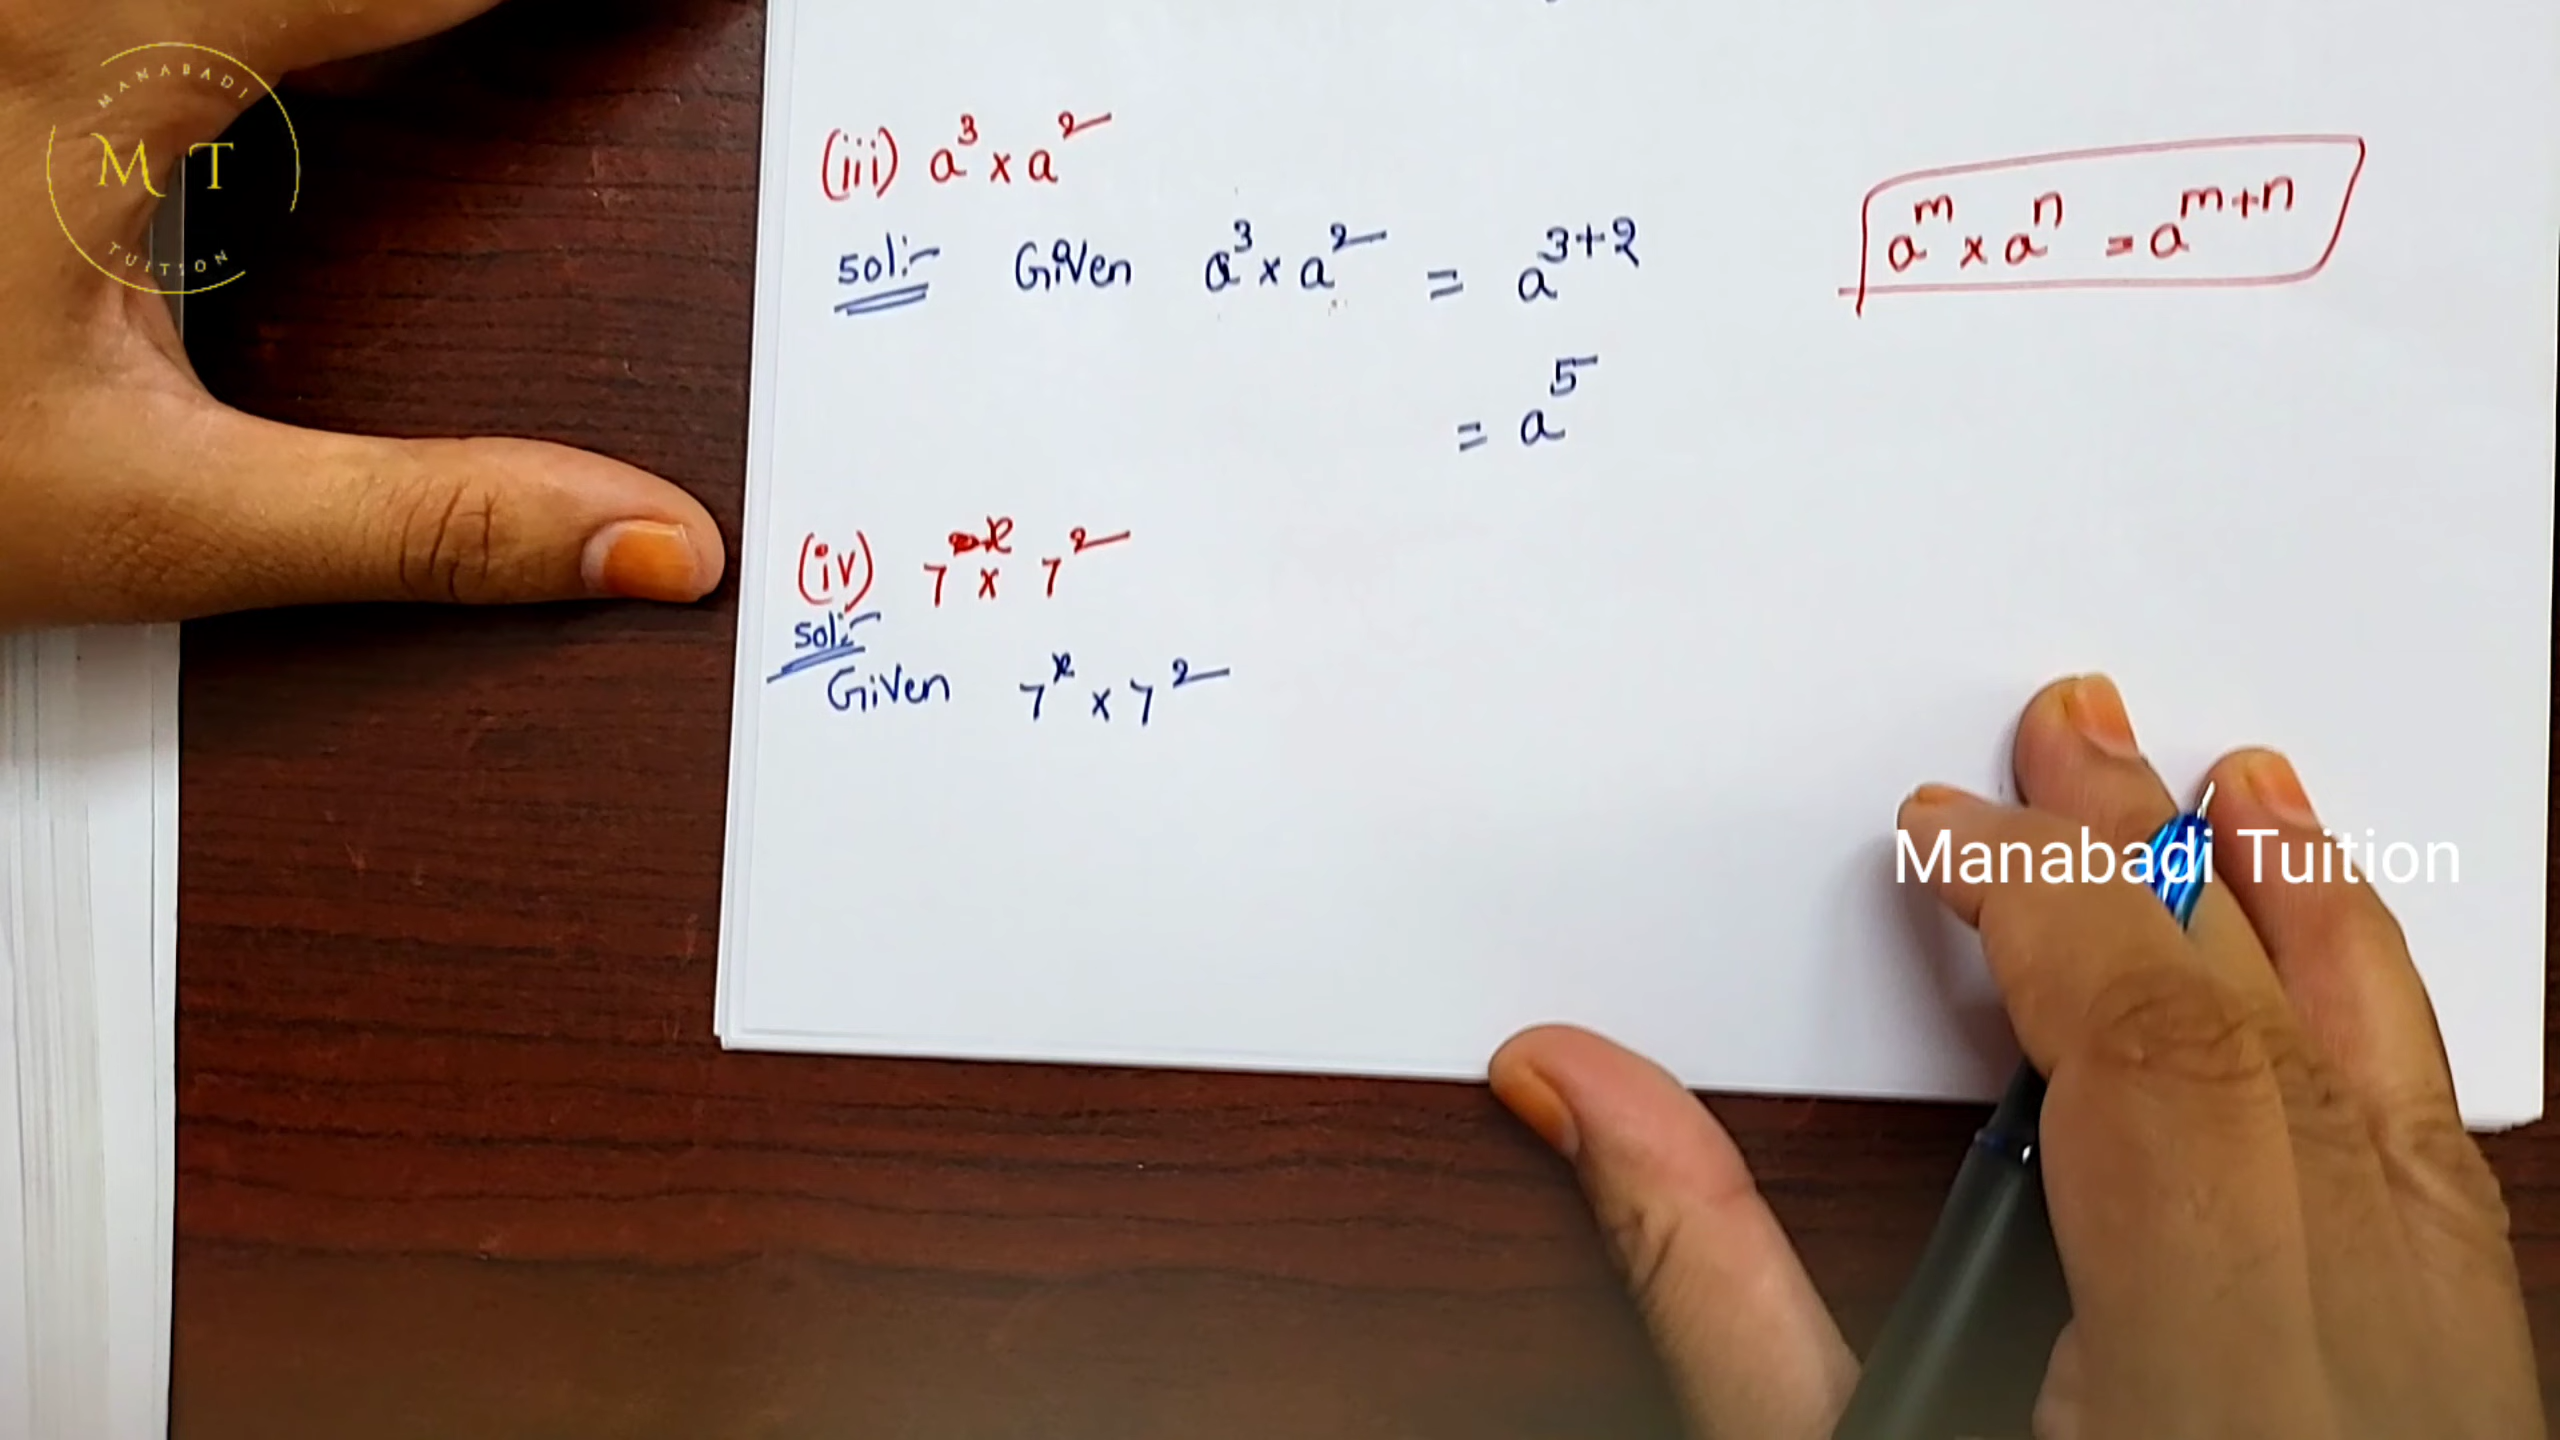 MANABADI
MT
TUITION
(iii) a³ x a²
Sol:- Given a³ x a² = a³⁺²
= a⁵
aᵐ x aⁿ = aᵐ⁺ⁿ
(iv) 7ˣ x 7²
Sol:-
Given 7ˣ x 7²
Manabadi Tuition